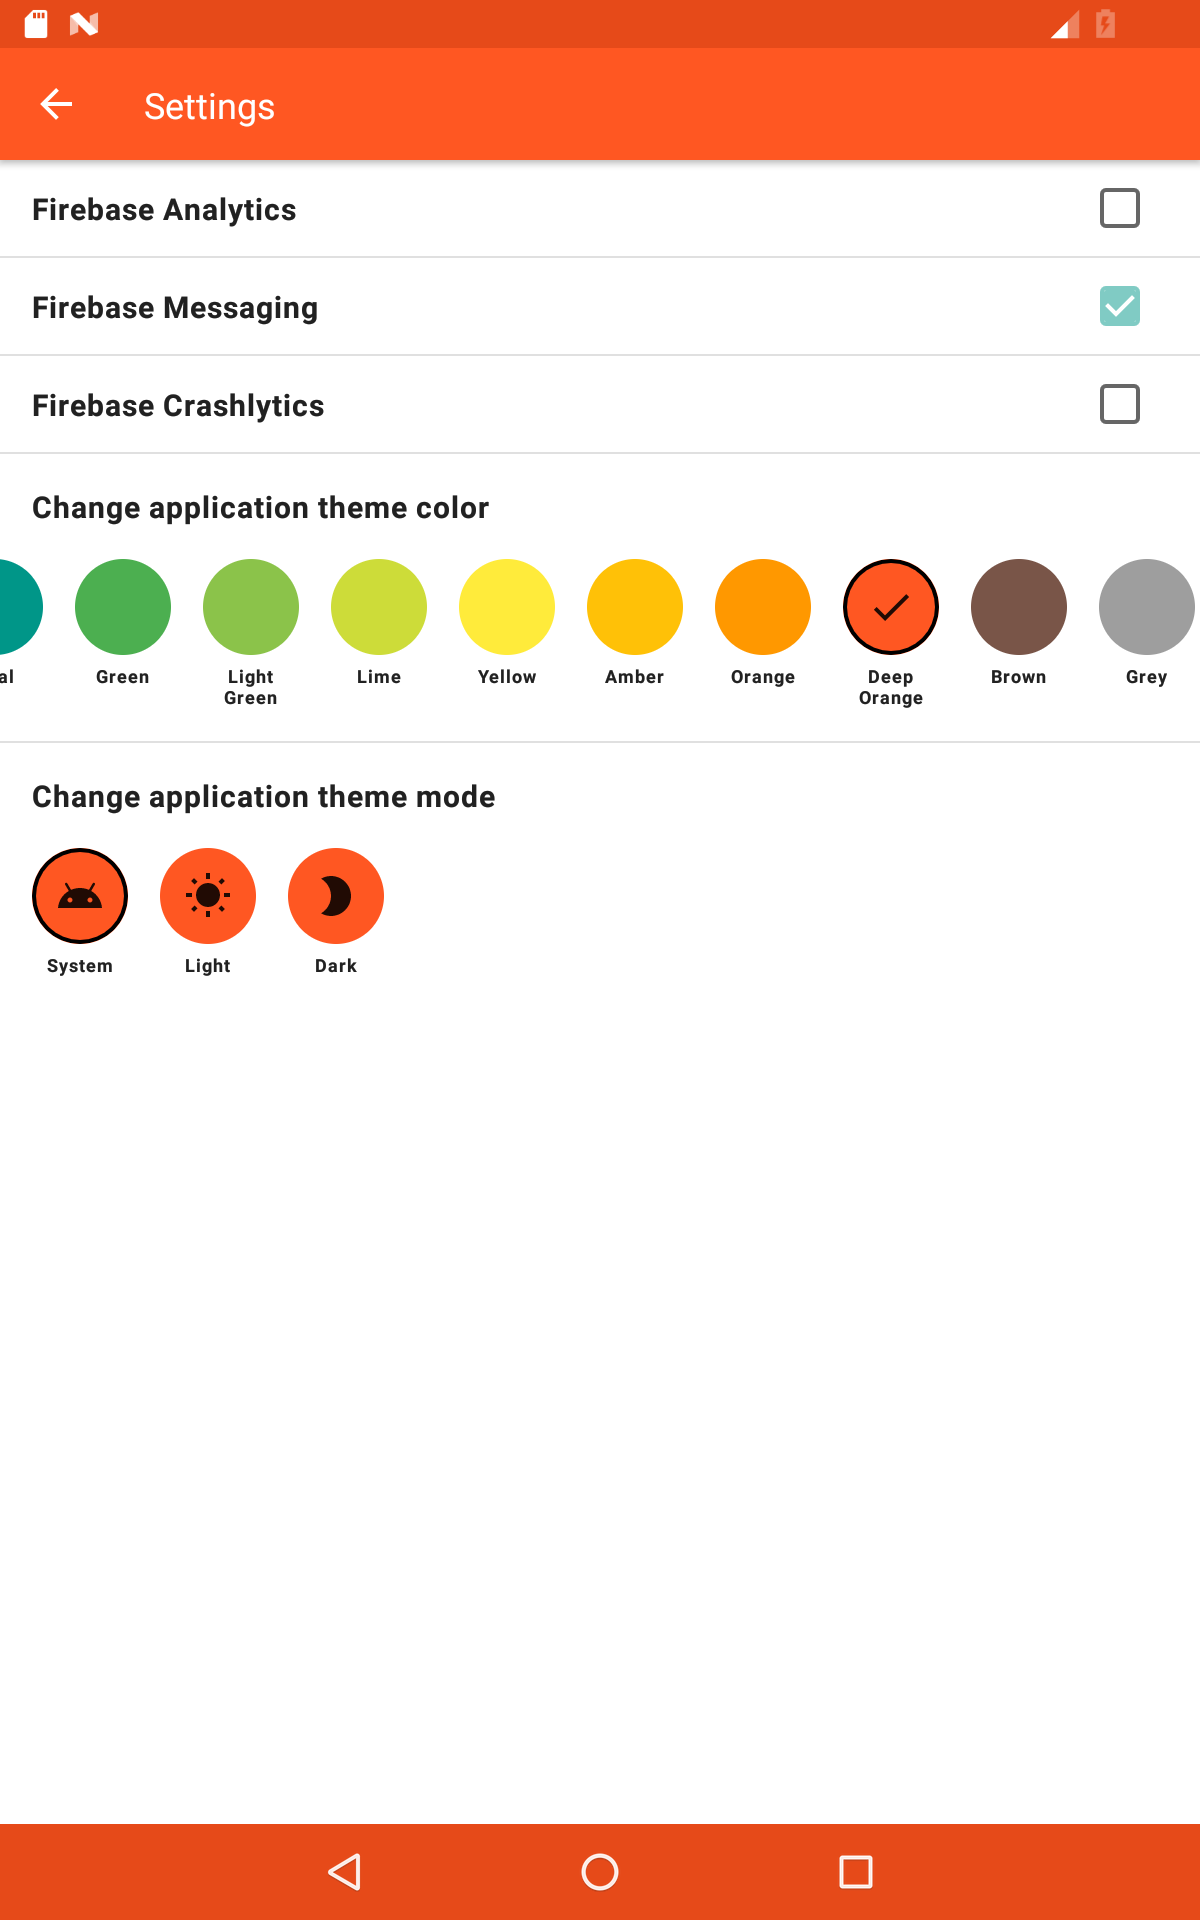 Settings
Firebase Analytics
Firebase Messaging
Firebase Crashlytics
Change application theme color
al
Green
Light
Green
Lime
Yellow
Amber
Orange
Deep
Orange
Brown
Grey
Change application theme mode
System
Light
Dark